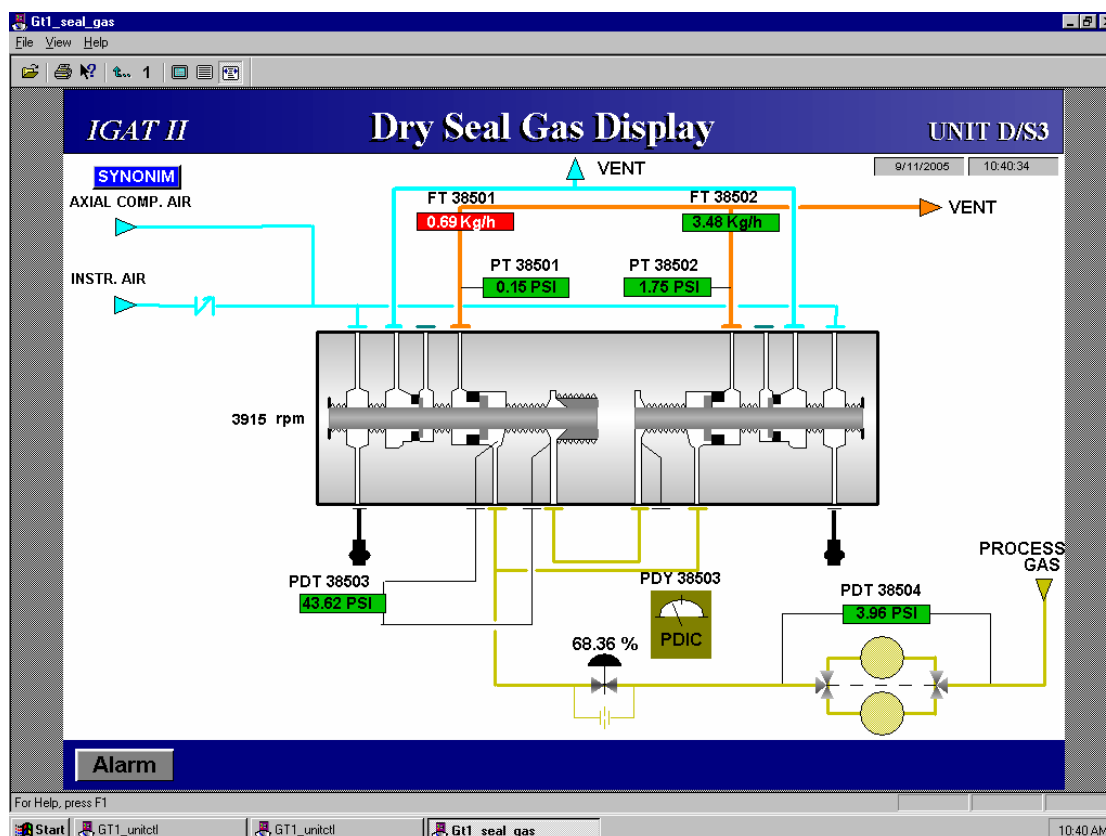 Gt1_seal_gas
File View Help
1
IGAT II
Dry Seal Gas Display
UNIT D/S3
9/11/2005 10:40:34
SYNONIM
VENT
AXIAL COMP. AIR
FT 38501
0.69 Kg/h
FT 38502
3.48 Kg/h
VENT
INSTR. AIR
PT 38501
0.15 PSI
PT 38502
1.75 PSI
3915 rpm
PDT 38503
43.62 PSI
PDY 38503
PDIC
68.36 %
PROCESS
GAS
PDT 38504
3.96 PSI
Alarm
For Help, press F1
Start GT1_unitctl GT1_unitctl Gt1_seal_gas 10:40 AM